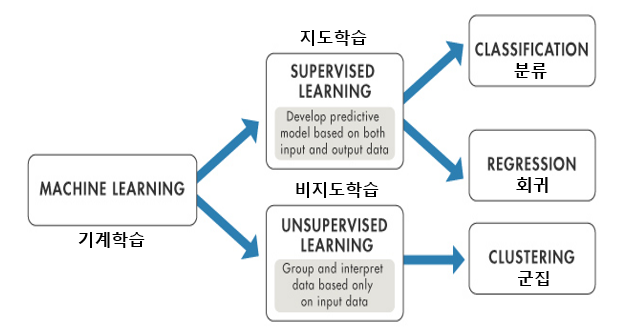 MACHINE LEARNING
기계학습
지도학습
SUPERVISED
LEARNING
Develop predictive
model based on both
input and output data
비지도학습
UNSUPERVISED
LEARNING
Group and interpret
data based only
on input data
CLASSIFICATION
분류
REGRESSION
회귀
CLUSTERING
군집